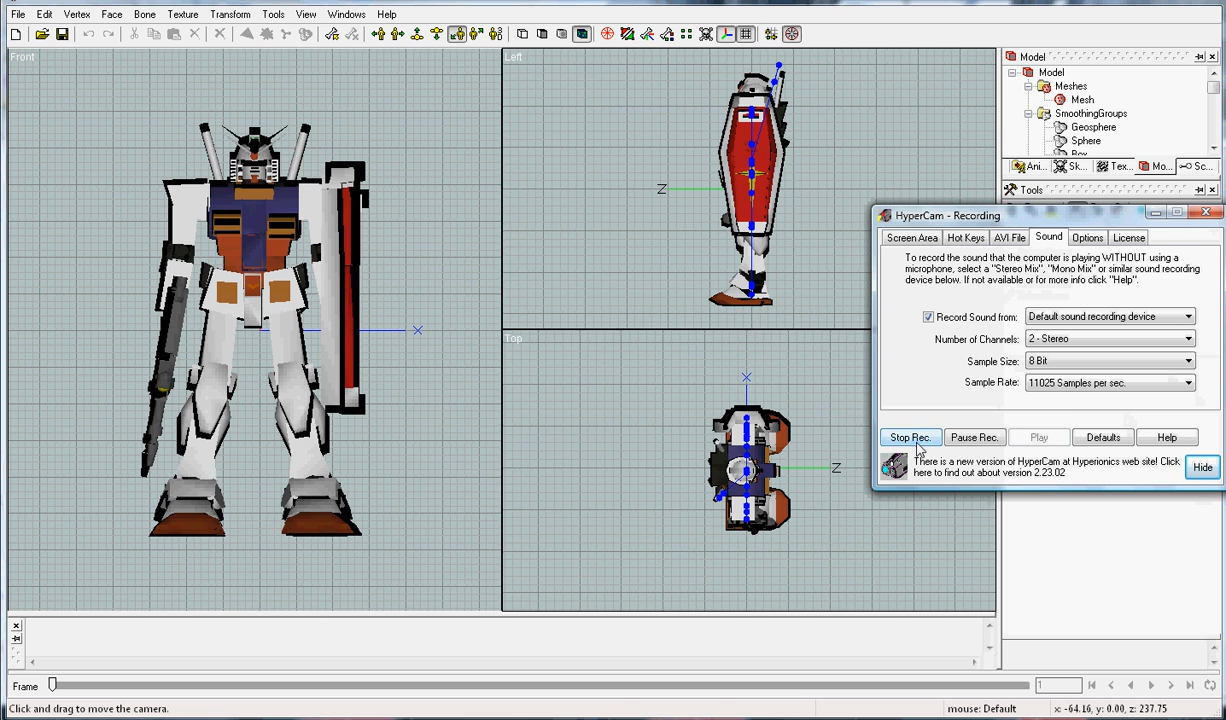 File Edit Vertex Face Bone Texture Transform Tools View Windows Help
Front
Left
Top
X
Z
X
Z
Model
Model
Meshes
Mesh
SmoothingGroups
Geosphere
Sphere
Box
Ani... Sk... Tex... Mo... Sc...
Tools
HyperCam - Recording
Screen Area Hot Keys AVI File Sound Options License
To record the sound that the computer is playing WITHOUT using a
microphone, select a "Stereo Mix", "Mono Mix" or similar sound recording
device below. If not available or for more info click "Help".
Record Sound from: Default sound recording device
Number of Channels: 2 - Stereo
Sample Size: 8 Bit
Sample Rate: 11025 Samples per sec.
Stop Rec. Pause Rec. Play Defaults Help
There is a new version of HyperCam at Hyperionics web site! Click
here to find out about version 2.23.02
Hide
Frame 1
Click and drag to move the camera. mouse: Default x: -64.16, y: 0.00, z: 237.75